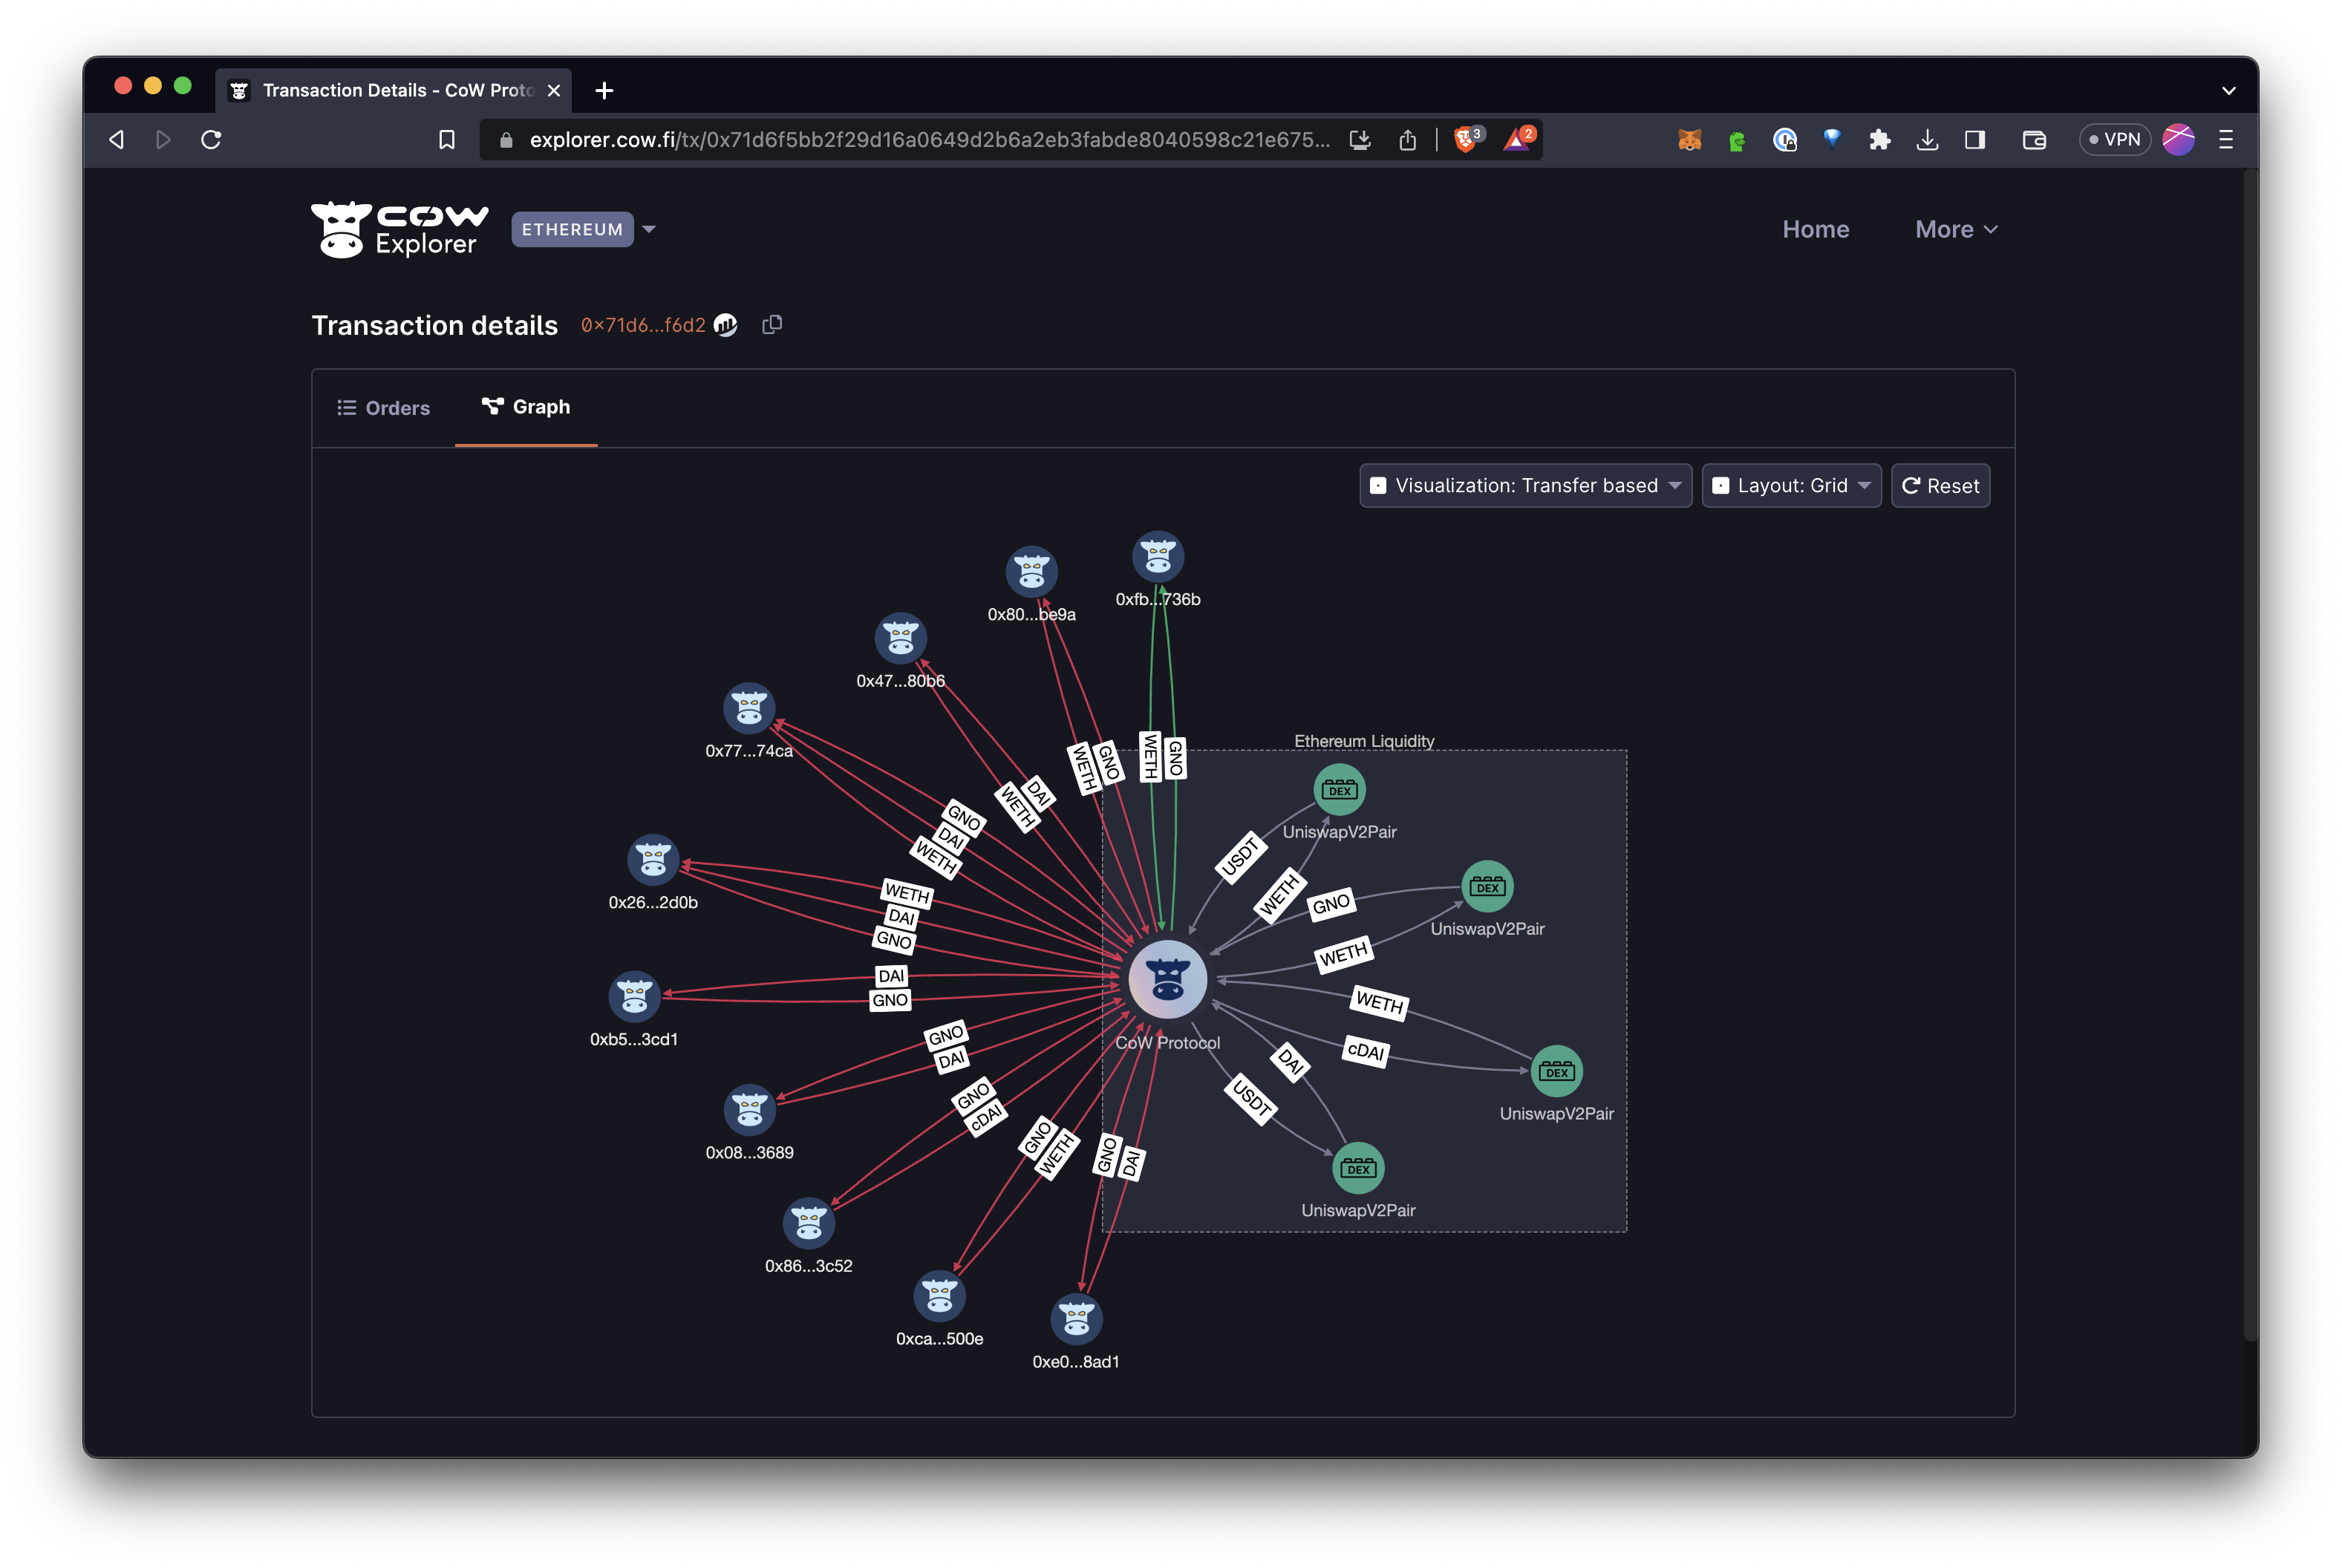 Transaction Details - CoW Proto
explorer.cow.fi/tx/0x71d6f5bb2f29d16a0649d2b6a2eb3fabde8040598c21e675...
3
2
VPN
COW
Explorer
ETHEREUM
Home
More
Transaction details
0x71d6...f6d2
Orders
Graph
Visualization: Transfer based
Layout: Grid
Reset
0xfb...736b
0x80...be9a
0x47...80b6
0x77...74ca
0x26...2d0b
0xb5...3cd1
0x08...3689
0x86...3c52
0xca...500e
0xe0...8ad1
WETH
GNO
WETH
GNO
WETH
DAI
GNO
DAI
WETH
WETH
DAI
GNO
DAI
GNO
GNO
DAI
GNO
cDAI
GNO
WETH
GNO
DAI
CoW Protocol
Ethereum Liquidity
DEX
UniswapV2Pair
USDT
WETH
DEX
UniswapV2Pair
GNO
WETH
WETH
cDAI
DEX
UniswapV2Pair
DAI
USDT
DEX
UniswapV2Pair